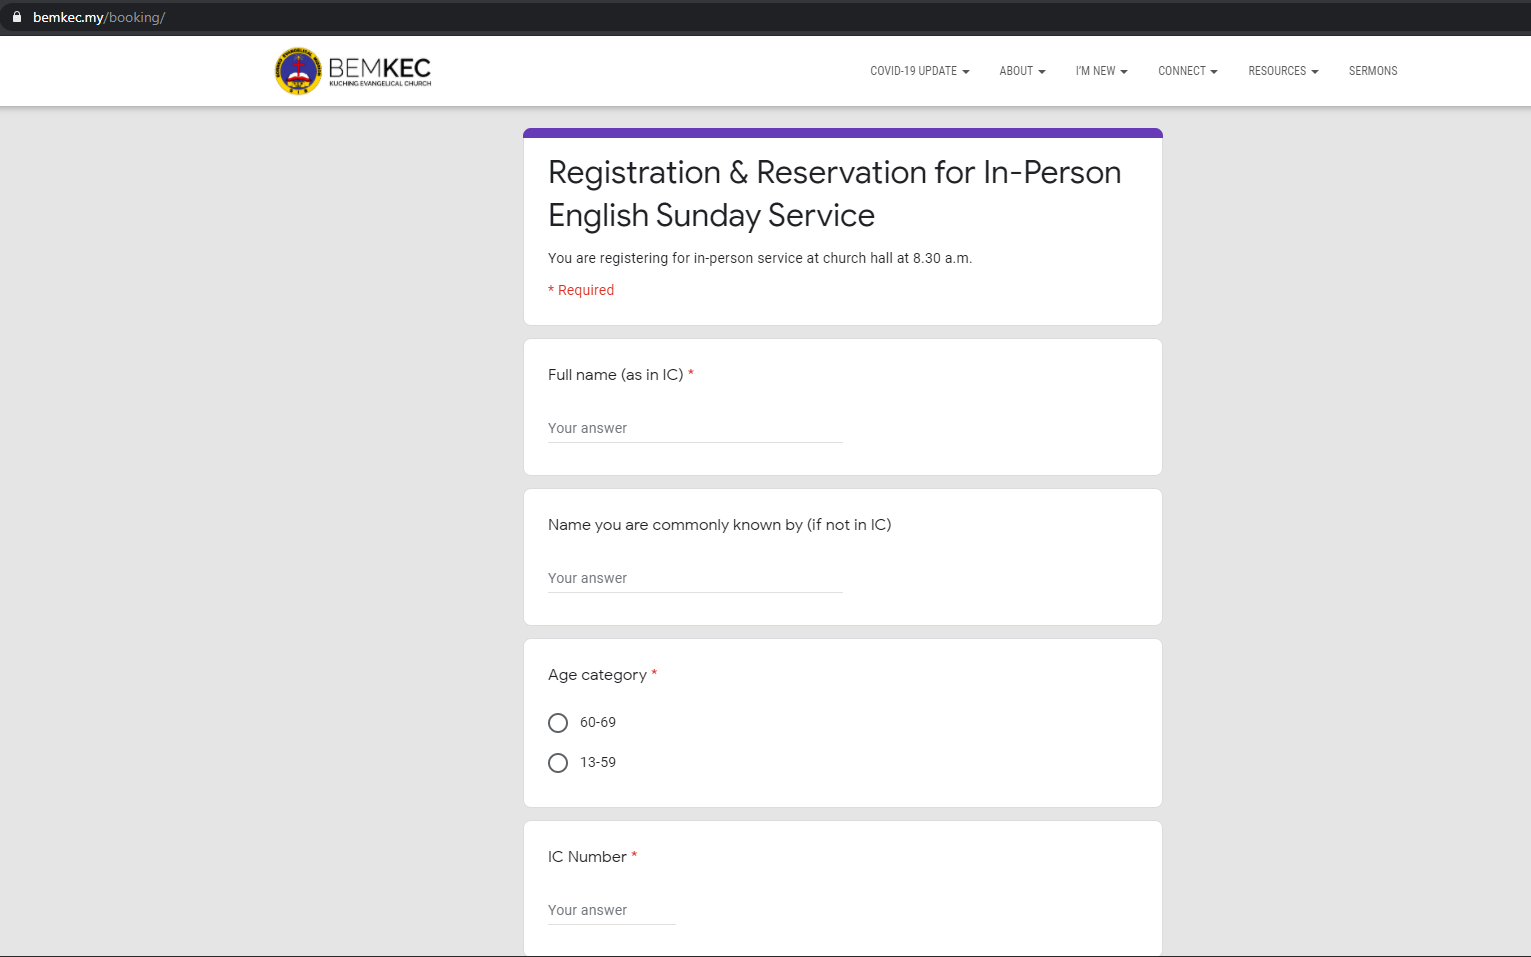 bemkec.my/booking/
BEMKEC
KUCHING EVANGELICAL CHURCH
COVID-19 UPDATE
ABOUT
I'M NEW
CONNECT
RESOURCES
SERMONS
Registration & Reservation for In-Person
English Sunday Service
You are registering for in-person service at church hall at 8.30 a.m.
* Required
Full name (as in IC) *
Your answer
Name you are commonly known by (if not in IC)
Your answer
Age category *
60-69
13-59
IC Number *
Your answer